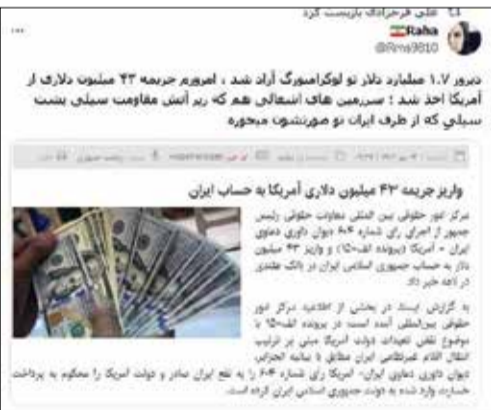 علی فرحزادی بازپست کرد
Raha
@Rma9810
دیروز ۱.۷ میلیارد دلار تو لوکزامبورگ آزاد شد ، امروزم جریمه ۴۳ میلیون دلاری از
آمریکا اخذ شد ؛ سرزمین های اشغالی هم که زیر آتش مقاومت سیلی پشت
سیلی که از طرف ایران تو صورتشون میخوره
واریز جریمه ۴۳ میلیون دلاری آمریکا به حساب ایران
مرکز امور حقوقی بین المللی معاونت حقوقی رئیس
جمهور از اجرای رای شماره ۶۰۴ دیوان داوری دعاوی
ایران - آمریکا (پرونده الف/۱۵) و واریز ۴۳ میلیون
دلار به حساب جمهوری اسلامی ایران در بانک
در لاهه خبر داد.
به گزارش ایسنا، در بخشی از اطلاعیه مرکز امور
حقوقی بین‌المللی آمده است: در پرونده الف/۱۵ با
موضوع نقض تعهدات دولت آمریکا مبنی بر ترتیب
انتقال اقلام غیرنظامی ایران مطابق با بیانیه الجزایر،
دیوان داوری دعاوی ایران- آمریکا رای شماره ۶۰۴ را به نفع ایران صادر و دولت آمریکا را محکوم به پرداخت
خسارت وارد شده به دولت جمهوری اسلامی ایران کرده است.